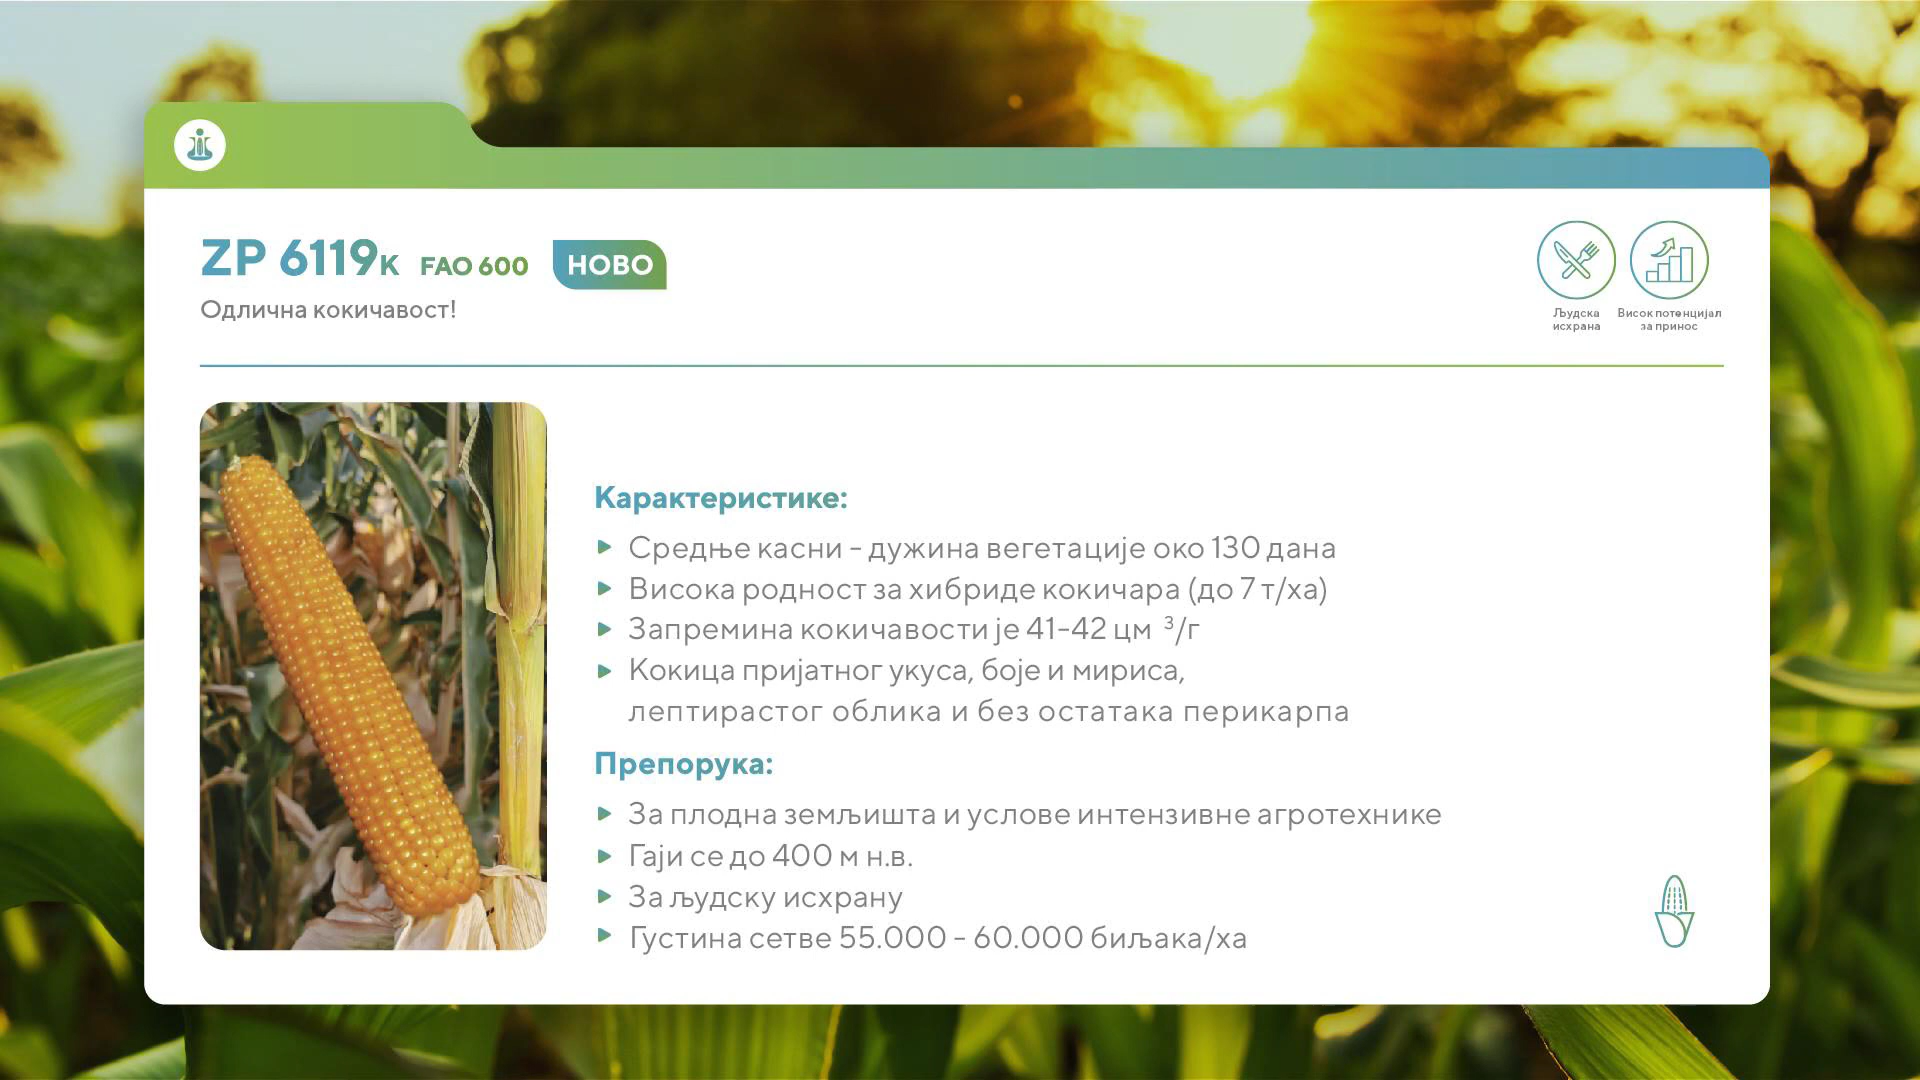 ZP 6119к FAO 600 НОВО
Одлична кокичавост!
Људска
исхрана
Висок потенцијал
за принос
Карактеристике:
Средње касни - дужина вегетације око 130 дана
Висока родност за хибриде кокичара (до 7 т/ха)
Запремина кокичавости је 41-42 цм ³/г
Кокица пријатног укуса, боје и мириса,
лептирастог облика и без остатака перикарпа
Препорука:
За плодна земљишта и услове интензивне агротехнике
Гаји се до 400 м н.в.
За људску исхрану
Густина сетве 55.000 - 60.000 биљака/ха